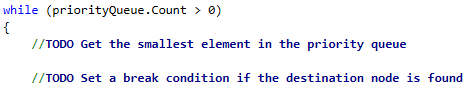 while (priorityQueue.Count > 0)
{
//TODO Get the smallest element in the priority queue
//TODO Set a break condition if the destination node is found